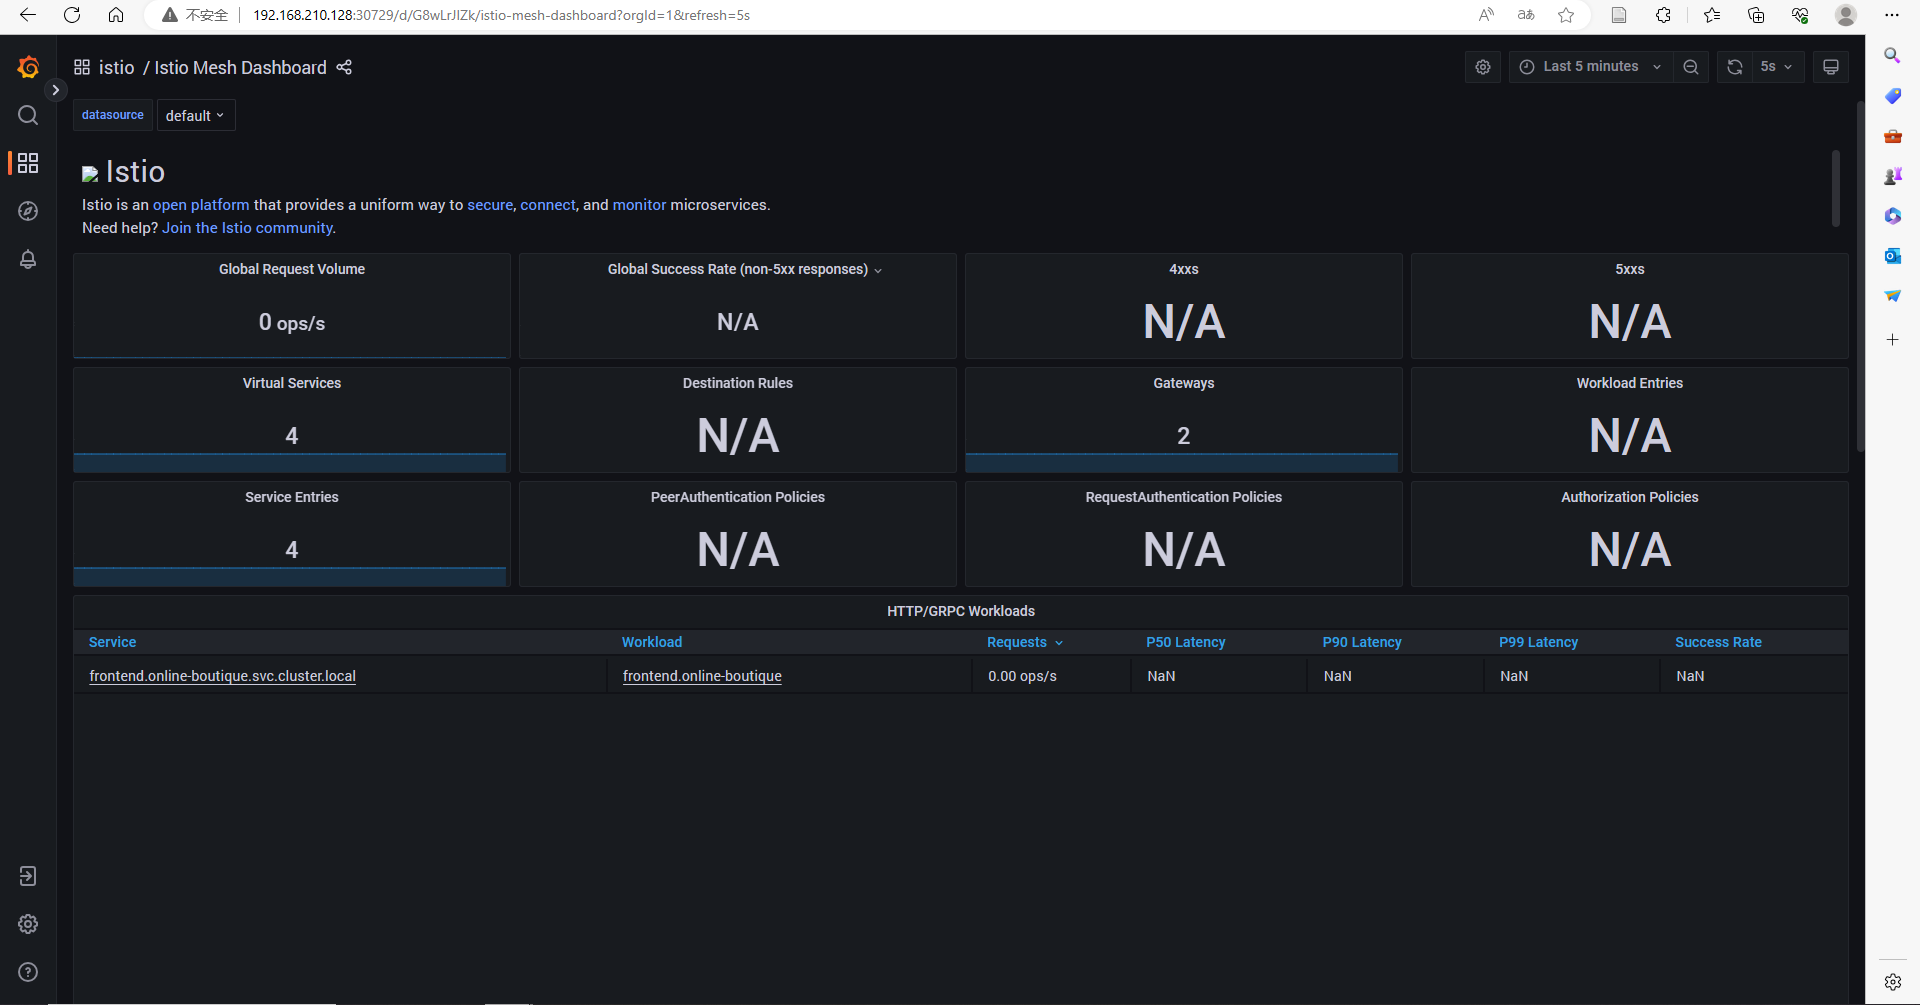 不安全 192.168.210.128:30729/d/G8wLrJIZk/istio-mesh-dashboard?orgId=1&refresh=5s
istio / Istio Mesh Dashboard
Last 5 minutes
5s
datasource default
Istio
Istio is an open platform that provides a uniform way to secure, connect, and monitor microservices.
Need help? Join the Istio community.
Global Request Volume
0 ops/s
Global Success Rate (non-5xx responses)
N/A
4xxs
N/A
5xxs
N/A
Virtual Services
4
Destination Rules
N/A
Gateways
2
Workload Entries
N/A
Service Entries
4
PeerAuthentication Policies
N/A
RequestAuthentication Policies
N/A
Authorization Policies
N/A
HTTP/GRPC Workloads
Service Workload Requests P50 Latency P90 Latency P99 Latency Success Rate
frontend.online-boutique.svc.cluster.local frontend.online-boutique 0.00 ops/s NaN NaN NaN NaN